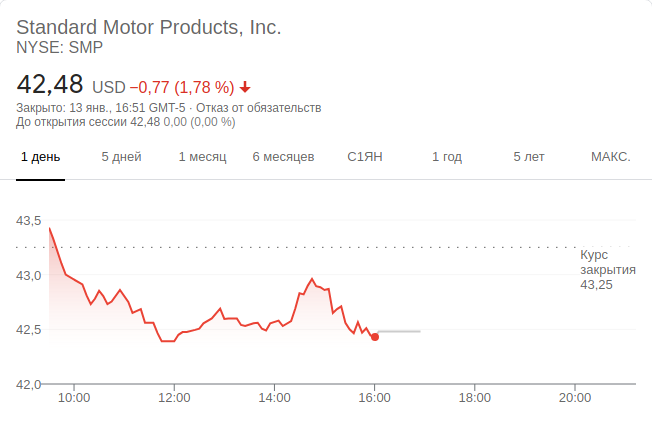 Standard Motor Products, Inc.
NYSE: SMP
42,48 USD −0,77 (1,78 %)
Закрыто: 13 янв., 16:51 GMT-5 · Отказ от обязательств
До открытия сессии 42,48 0,00 (0,00 %)
1 день 5 дней 1 месяц 6 месяцев С1ЯН 1 год 5 лет МАКС.
43,5
Курс
закрытия
43,25
43,0
42,5
42,0
10:00 12:00 14:00 16:00 18:00 20:00